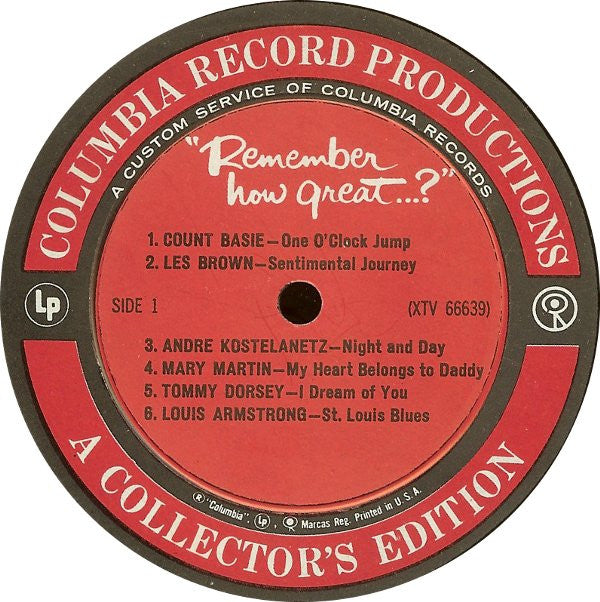 COLUMBIA RECORD PRODUCTIONS
A CUSTOM SERVICE OF COLUMBIA RECORDS
"Remember
how great...?"
1. COUNT BASIE—One O'Clock Jump
2. LES BROWN—Sentimental Journey
Lp
SIDE 1
(XTV 66639)
3. ANDRE KOSTELANETZ—Night and Day
4. MARY MARTIN—My Heart Belongs to Daddy
5. TOMMY DORSEY—I Dream of You
6. LOUIS ARMSTRONG—St. Louis Blues
® "Columbia", Lp, Marcas Reg. Printed in U.S.A.
A COLLECTOR'S EDITION